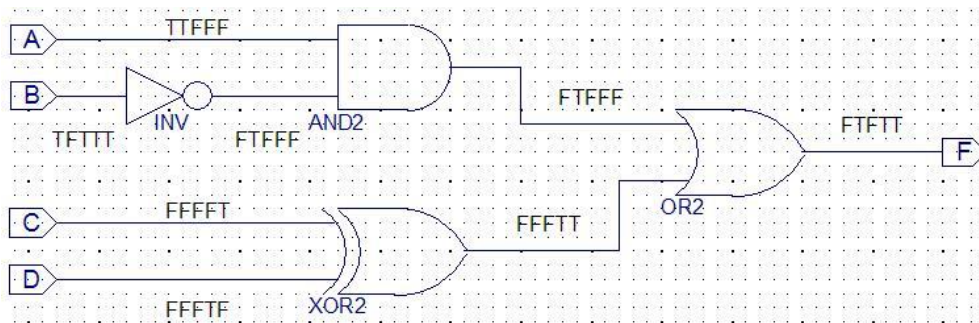 TTFFF
A
B
INV
AND2
FTFFF
TFTTT
FTFFF
FTFTT
F
OR2
C
FFFFT
FFFTT
D
XOR2
FFFTF